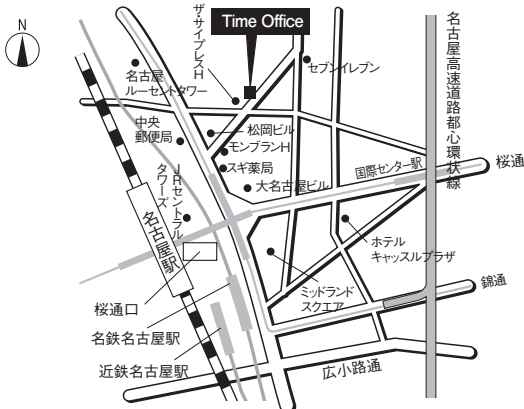 N
Time Office
ザ・サイプレスH
セブンイレブン
名古屋高速道路都心環状線
名古屋
ルーセントタワー
中央
郵便局
松岡ビル
モンブランH
スギ薬局
大名古屋ビル
国際センター駅
桜通
JRセントラル
タワーズ
名古屋駅
ホテル
キャッスルプラザ
ミッドランド
スクエア
錦通
桜通口
名鉄名古屋駅
近鉄名古屋駅
広小路通